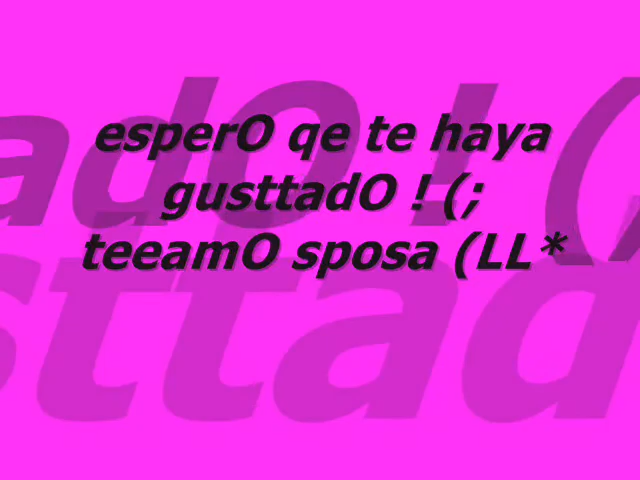 esperO qe te haya
gusttadO ! (;
teeamO sposa (LL*